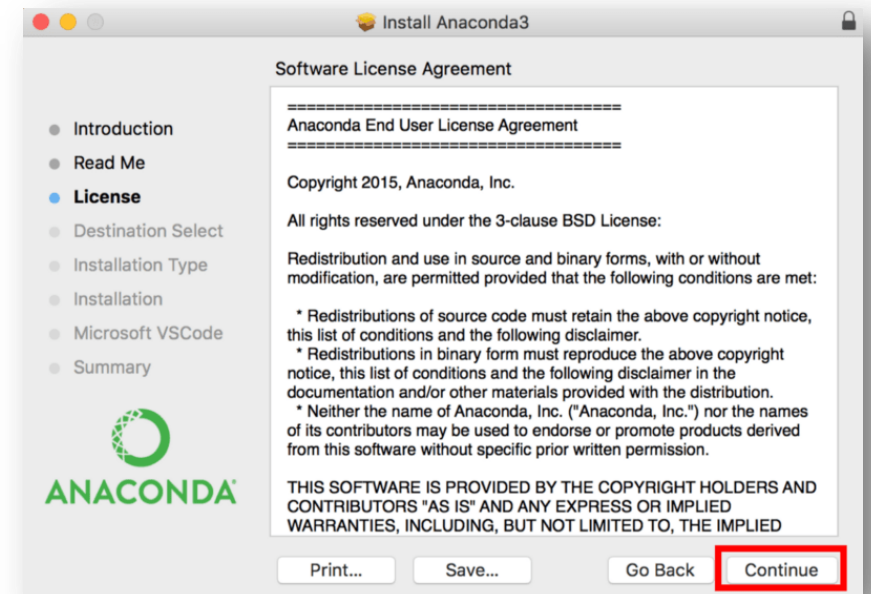 Install Anaconda3
Software License Agreement
Introduction
Read Me
License
Destination Select
Installation Type
Installation
Microsoft VSCode
Summary
ANACONDA
===================================
Anaconda End User License Agreement
===================================
Copyright 2015, Anaconda, Inc.
All rights reserved under the 3-clause BSD License:
Redistribution and use in source and binary forms, with or without
modification, are permitted provided that the following conditions are met:
* Redistributions of source code must retain the above copyright notice,
this list of conditions and the following disclaimer.
* Redistributions in binary form must reproduce the above copyright
notice, this list of conditions and the following disclaimer in the
documentation and/or other materials provided with the distribution.
* Neither the name of Anaconda, Inc. ("Anaconda, Inc.") nor the names
of its contributors may be used to endorse or promote products derived
from this software without specific prior written permission.
THIS SOFTWARE IS PROVIDED BY THE COPYRIGHT HOLDERS AND
CONTRIBUTORS "AS IS" AND ANY EXPRESS OR IMPLIED
WARRANTIES, INCLUDING, BUT NOT LIMITED TO, THE IMPLIED
Print... Save... Go Back Continue